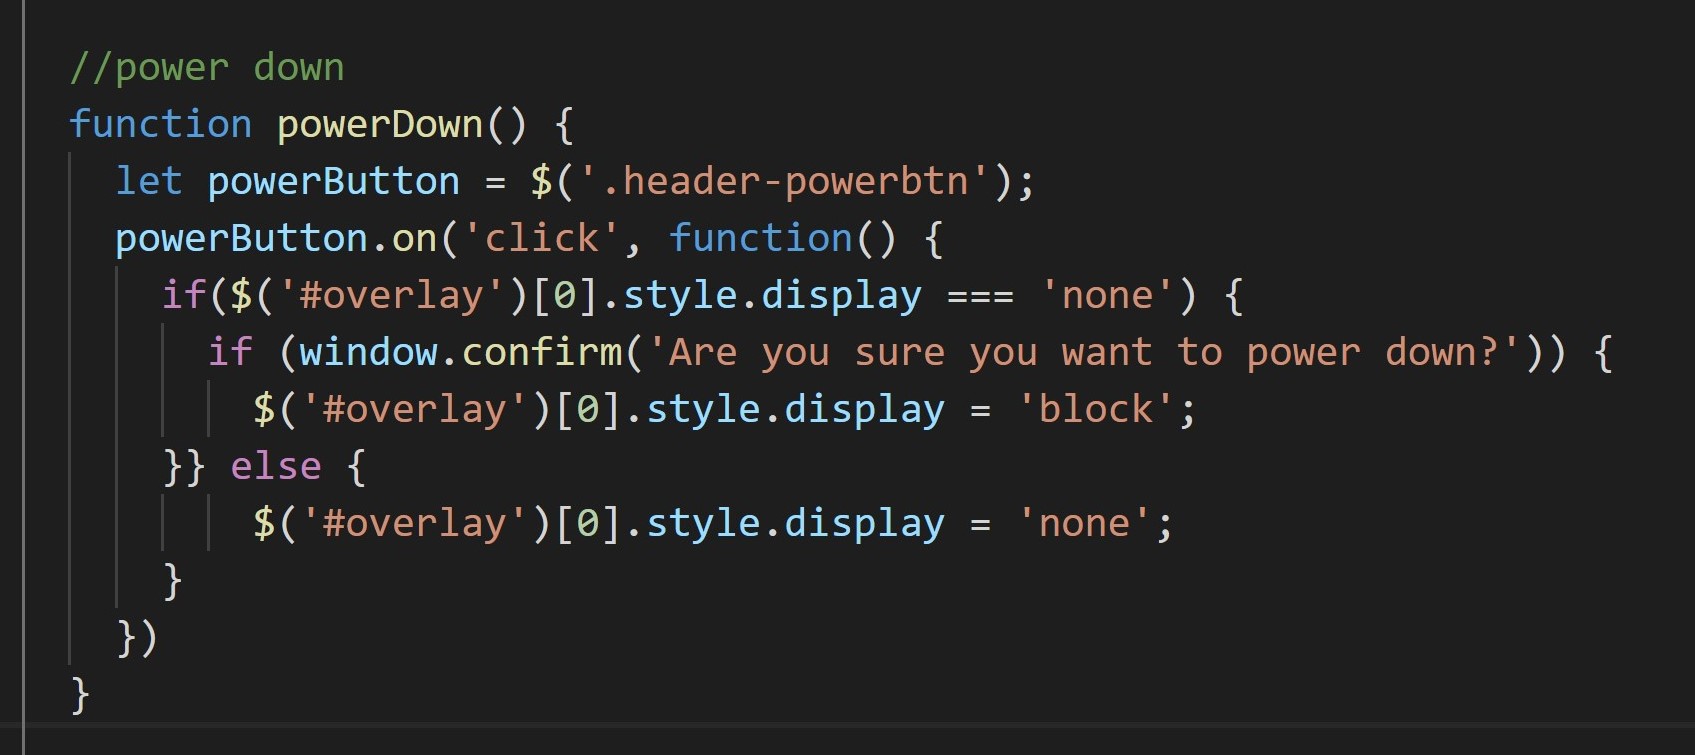 //power down
function powerDown() {
let powerButton = $('.header-powerbtn');
powerButton.on('click', function() {
if($('#overlay')[0].style.display === 'none') {
if (window.confirm('Are you sure you want to power down?')) {
$('#overlay')[0].style.display = 'block';
}} else {
$('#overlay')[0].style.display = 'none';
}
})
}